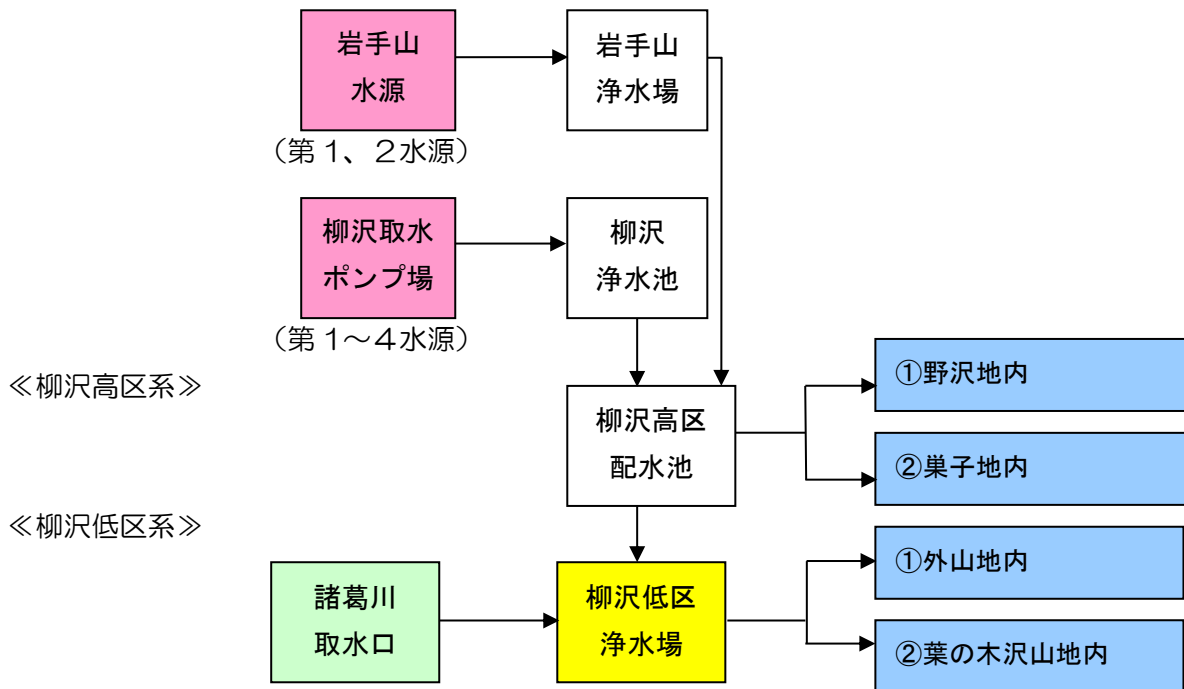 岩手山
水源
岩手山
浄水場
(第1、2水源)
柳沢取水
ポンプ場
柳沢
浄水池
(第1~4水源)
≪柳沢高区系≫
柳沢高区
配水池
①野沢地内
②巣子地内
≪柳沢低区系≫
諸葛川
取水口
柳沢低区
浄水場
①外山地内
②葉の木沢山地内